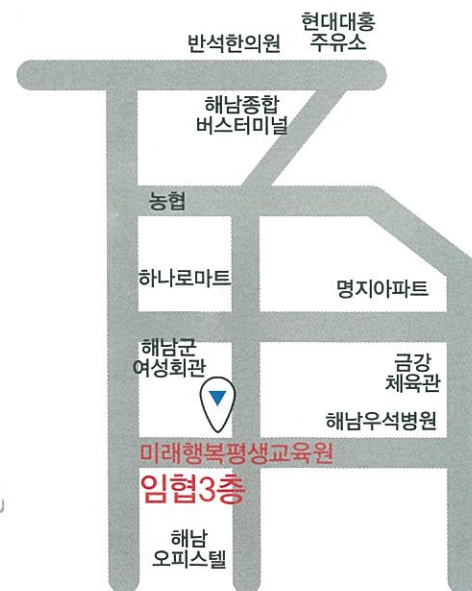 현대대흥
주유소
반석한의원
해남종합
버스터미널
농협
하나로마트
명지아파트
해남군
여성회관
금강
체육관
해남우석병원
미래행복평생교육원
임협3층
해남
오피스텔